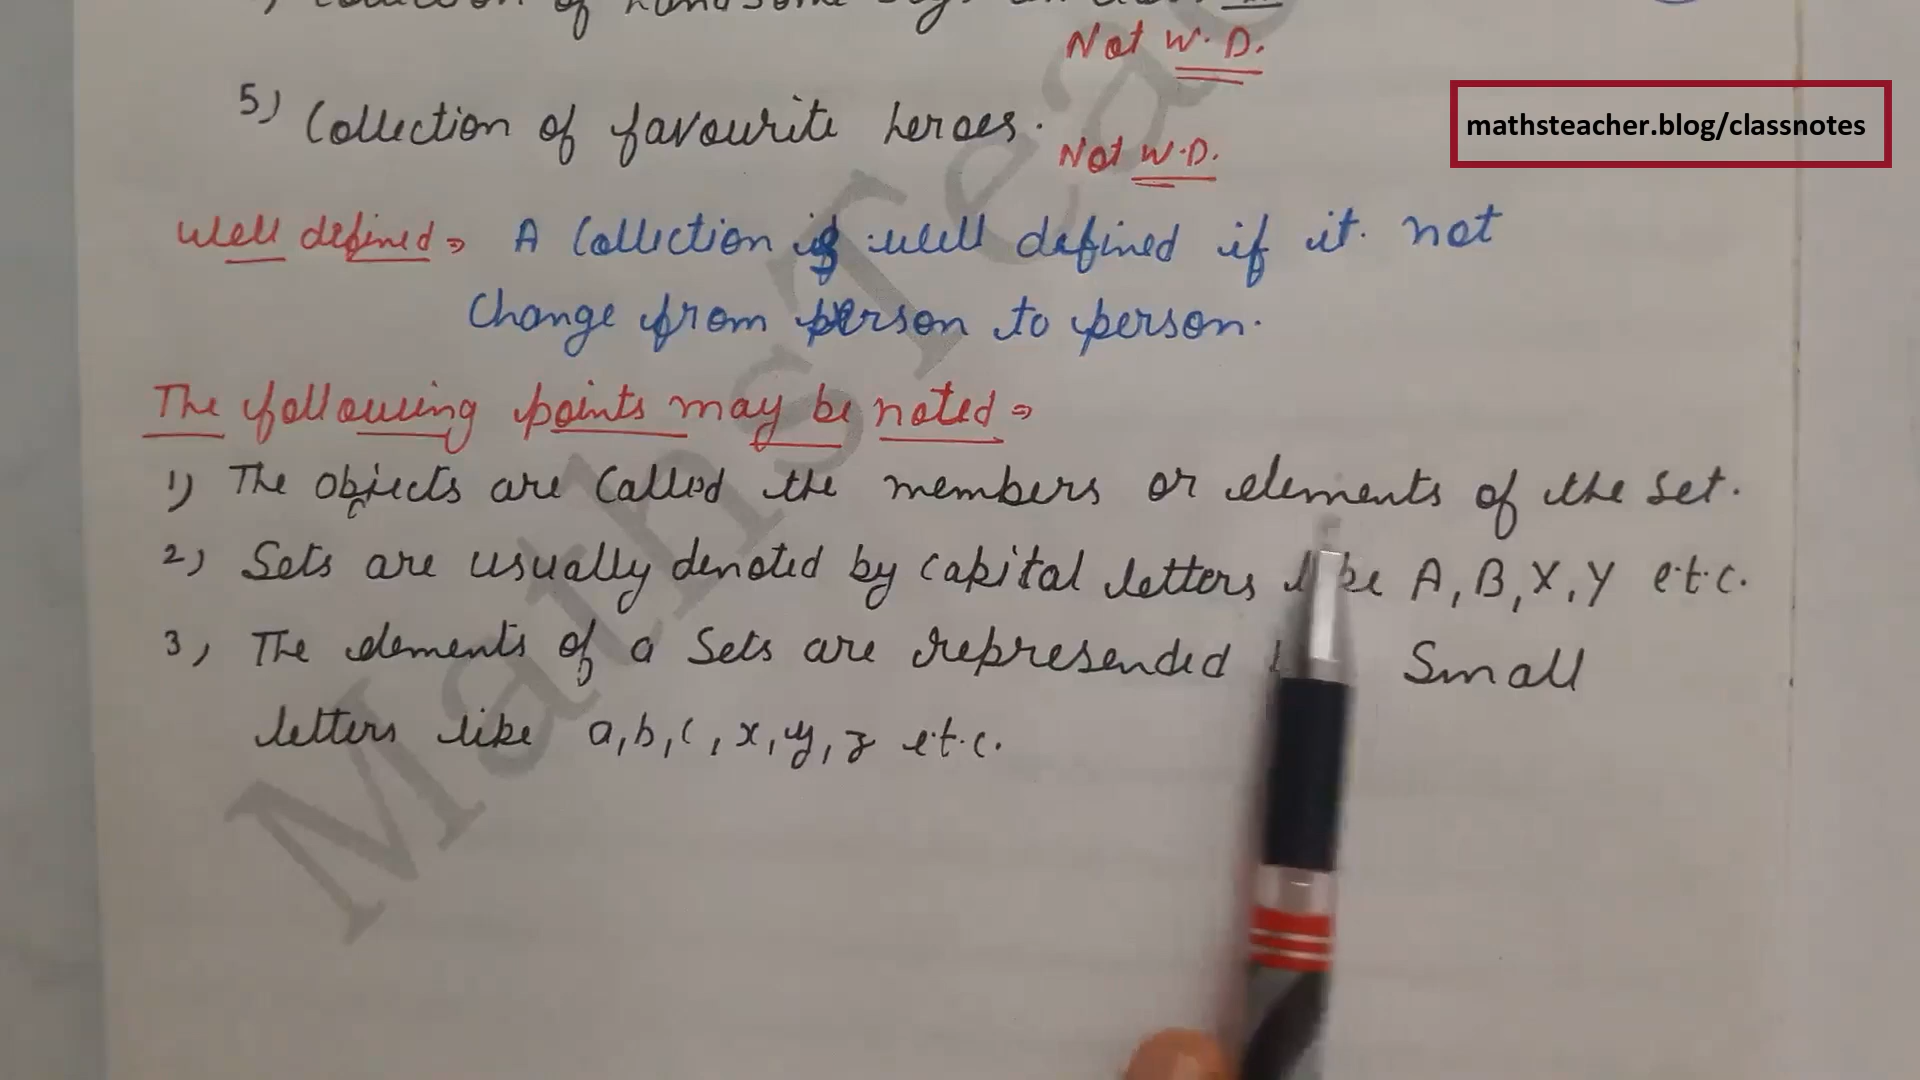 Collection of handsome
Not W.D.
5) Collection of favourite heroes.
Not W.D.
mathsteacher.blog/classnotes
Well defined ⇒ A Collection is well defined if it not
Change from person to person.
The following points may be noted ⇒
1) The objects are Called the members or elements of the set.
2) Sets are usually denoted by capital letters like A, B, X, Y e.t.c.
3) The elements of a Sets are represended Small
letters like a, b, c, x, y, z e.t.c.